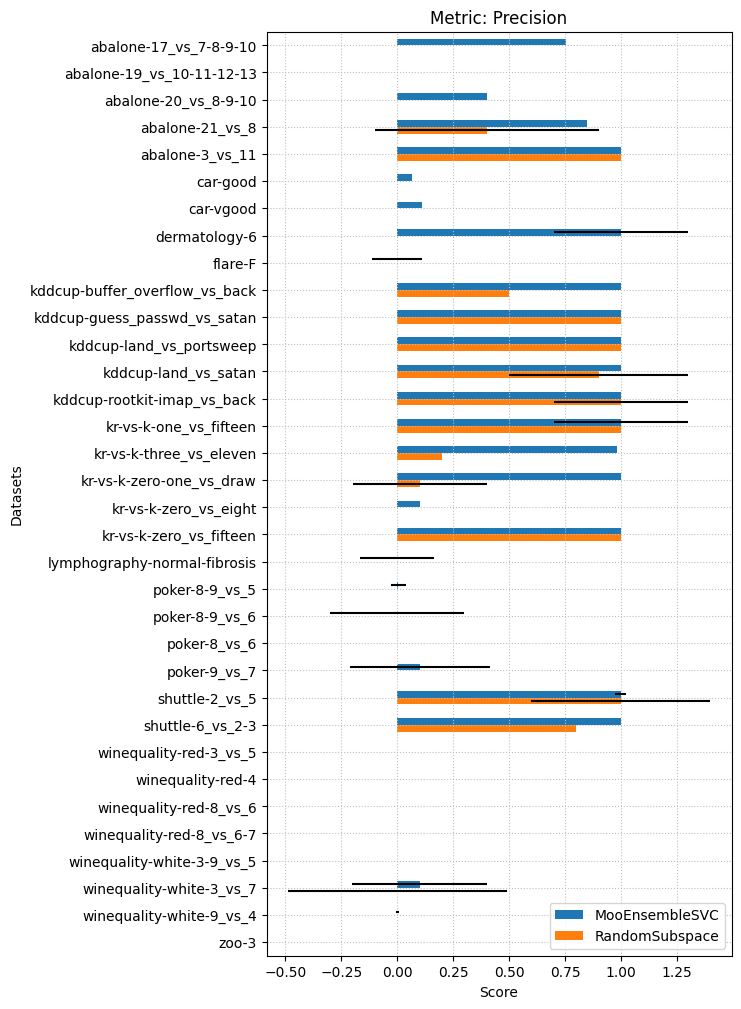 Metric: Precision
abalone-17_vs_7-8-9-10
abalone-19_vs_10-11-12-13
abalone-20_vs_8-9-10
abalone-21_vs_8
abalone-3_vs_11
car-good
car-vgood
dermatology-6
flare-F
kddcup-buffer_overflow_vs_back
kddcup-guess_passwd_vs_satan
kddcup-land_vs_portsweep
kddcup-land_vs_satan
kddcup-rootkit-imap_vs_back
kr-vs-k-one_vs_fifteen
kr-vs-k-three_vs_eleven
kr-vs-k-zero-one_vs_draw
kr-vs-k-zero_vs_eight
kr-vs-k-zero_vs_fifteen
lymphography-normal-fibrosis
poker-8-9_vs_5
poker-8-9_vs_6
poker-8_vs_6
poker-9_vs_7
shuttle-2_vs_5
shuttle-6_vs_2-3
winequality-red-3_vs_5
winequality-red-4
winequality-red-8_vs_6
winequality-red-8_vs_6-7
winequality-white-3-9_vs_5
winequality-white-3_vs_7
winequality-white-9_vs_4
zoo-3
Datasets
MooEnsembleSVC
RandomSubspace
−0.50 −0.25 0.00 0.25 0.50 0.75 1.00 1.25
Score